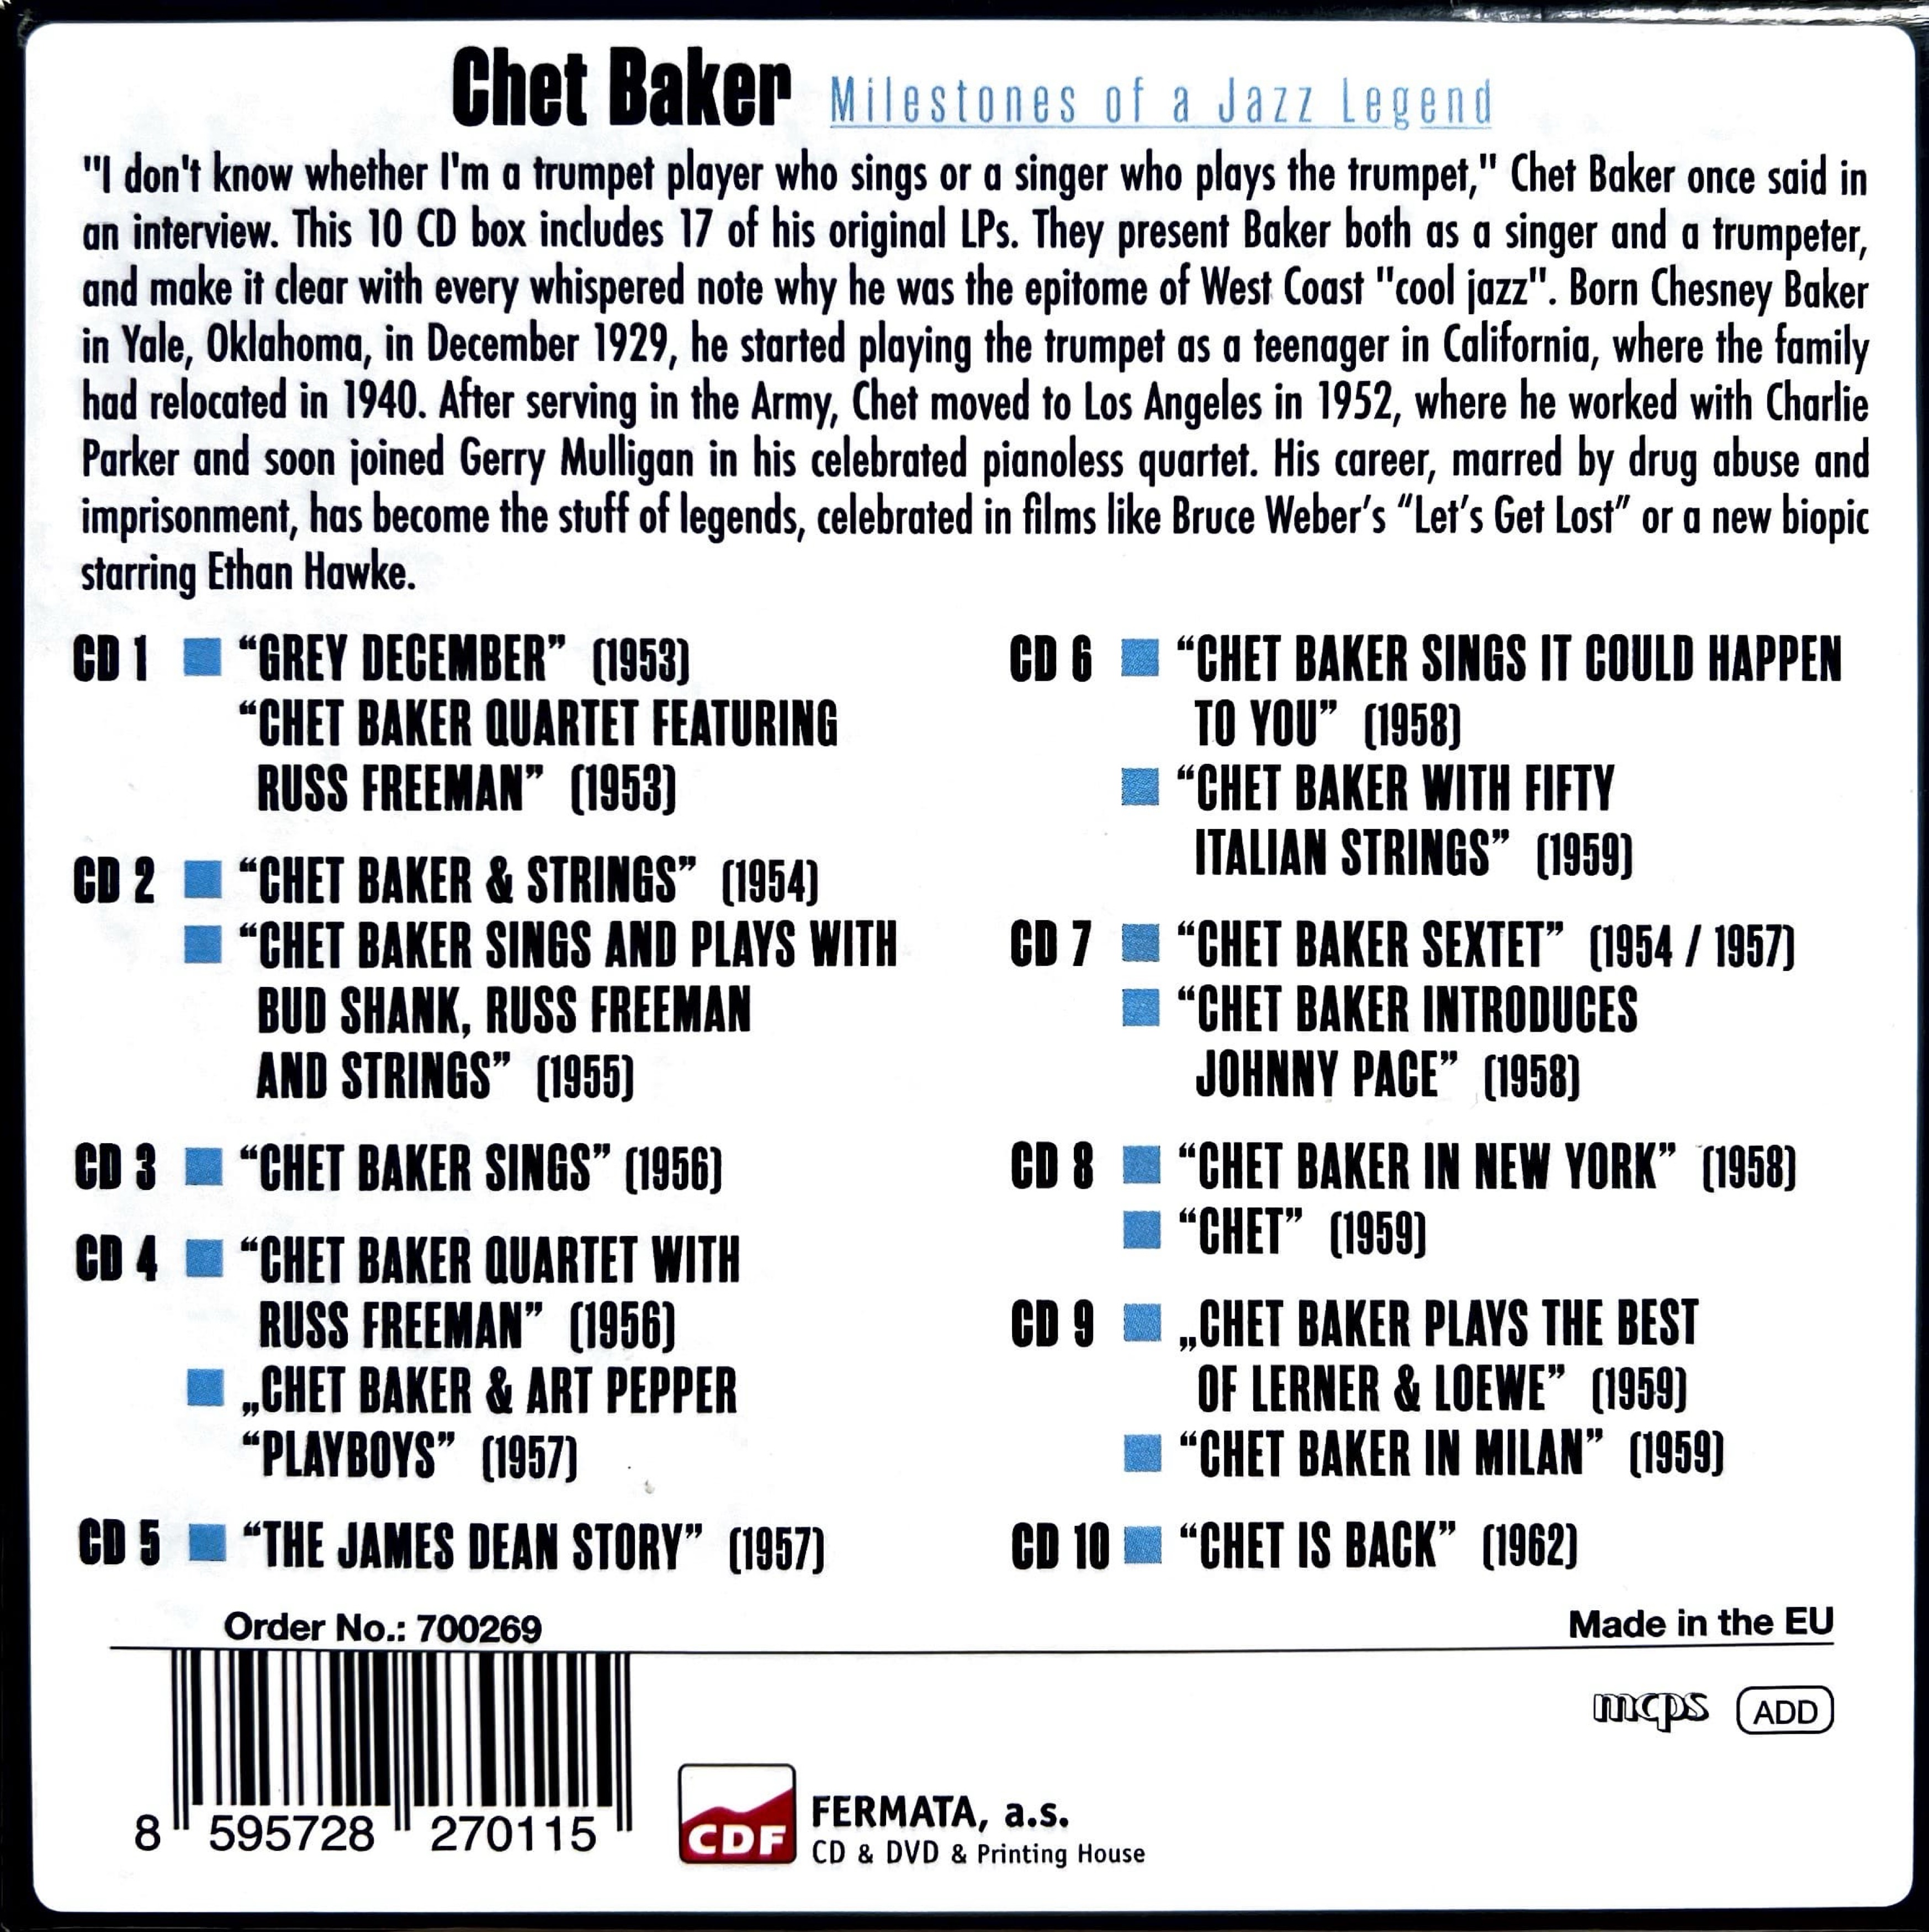 Chet Baker Milestones of a Jazz Legend
"I don't know whether I'm a trumpet player who sings or a singer who plays the trumpet," Chet Baker once said in
an interview. This 10 CD box includes 17 of his original LPs. They present Baker both as a singer and a trumpeter,
and make it clear with every whispered note why he was the epitome of West Coast "cool jazz". Born Chesney Baker
in Yale, Oklahoma, in December 1929, he started playing the trumpet as a teenager in California, where the family
had relocated in 1940. After serving in the Army, Chet moved to Los Angeles in 1952, where he worked with Charlie
Parker and soon joined Gerry Mulligan in his celebrated pianoless quartet. His career, marred by drug abuse and
imprisonment, has become the stuff of legends, celebrated in films like Bruce Weber’s “Let’s Get Lost” or a new biopic
starring Ethan Hawke.
CD 1 “GREY DECEMBER” (1953)
“CHET BAKER QUARTET FEATURING
RUSS FREEMAN” (1953)
CD 2 “CHET BAKER & STRINGS” (1954)
“CHET BAKER SINGS AND PLAYS WITH
BUD SHANK, RUSS FREEMAN
AND STRINGS” (1955)
CD 3 “CHET BAKER SINGS” (1956)
CD 4 “CHET BAKER QUARTET WITH
RUSS FREEMAN” (1956)
„CHET BAKER & ART PEPPER
“PLAYBOYS” (1957)
CD 5 “THE JAMES DEAN STORY” (1957)
CD 6 “CHET BAKER SINGS IT COULD HAPPEN
TO YOU” (1958)
“CHET BAKER WITH FIFTY
ITALIAN STRINGS” (1959)
CD 7 “CHET BAKER SEXTET” (1954 / 1957)
“CHET BAKER INTRODUCES
JOHNNY PACE” (1958)
CD 8 “CHET BAKER IN NEW YORK” (1958)
“CHET” (1959)
CD 9 „CHET BAKER PLAYS THE BEST
OF LERNER & LOEWE” (1959)
“CHET BAKER IN MILAN” (1959)
CD 10 “CHET IS BACK” (1962)
Order No.: 700269
Made in the EU
mcps ADD
8 595728 270115
CDF
FERMATA, a.s.
CD & DVD & Printing House